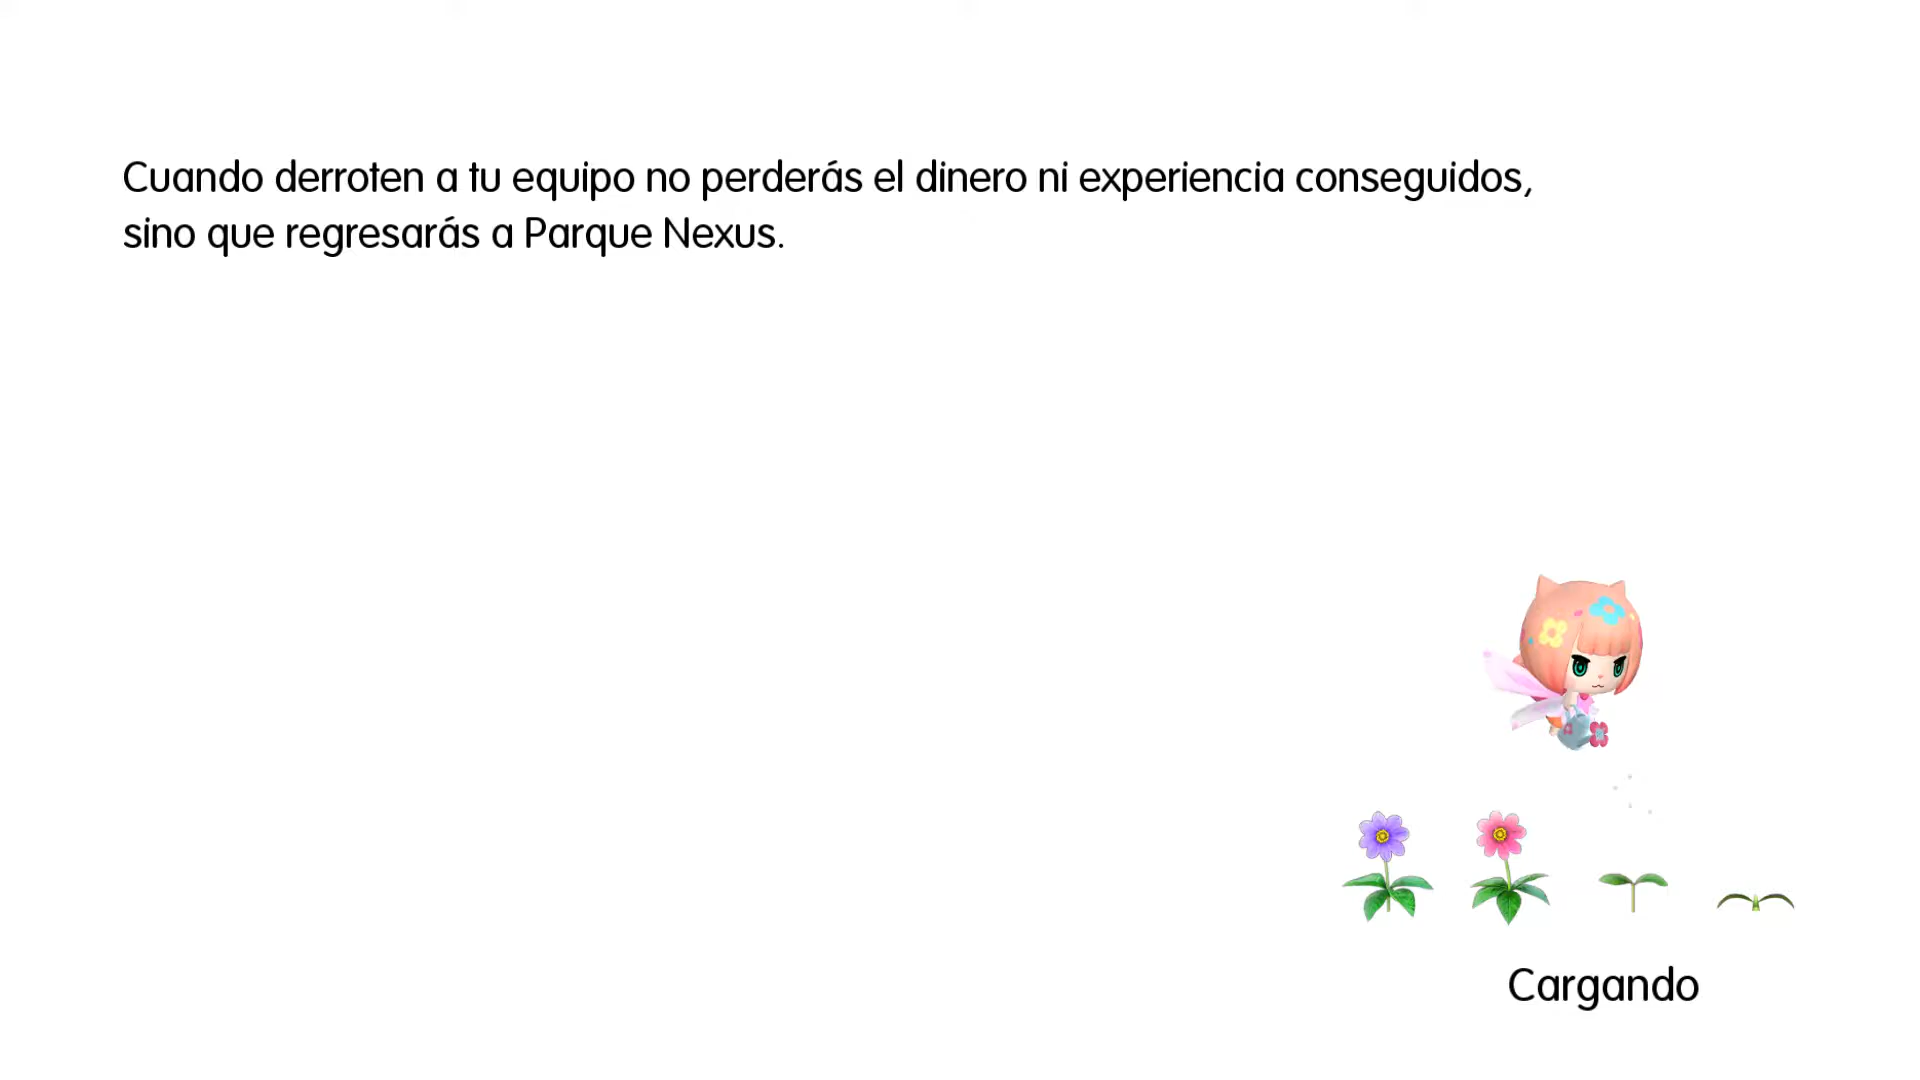 Cuando derroten a tu equipo no perderás el dinero ni experiencia conseguidos,
sino que regresarás a Parque Nexus.
Cargando